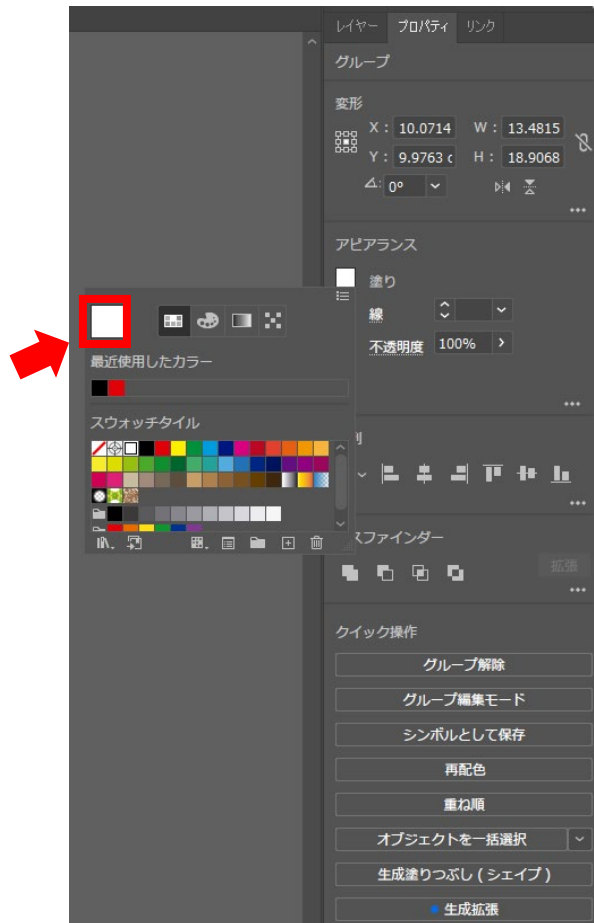 レイヤー プロパティ リンク
グループ
変形
X： 10.0714 W： 13.4815
Y： 9.9763 c H： 18.9068
0°
アピアランス
塗り
線
不透明度 100%
最近使用したカラー
スウォッチタイル
列
スファインダー
拡張
クイック操作
グループ解除
グループ編集モード
シンボルとして保存
再配色
重ね順
オブジェクトを一括選択
生成塗りつぶし ( シェイプ )
生成拡張